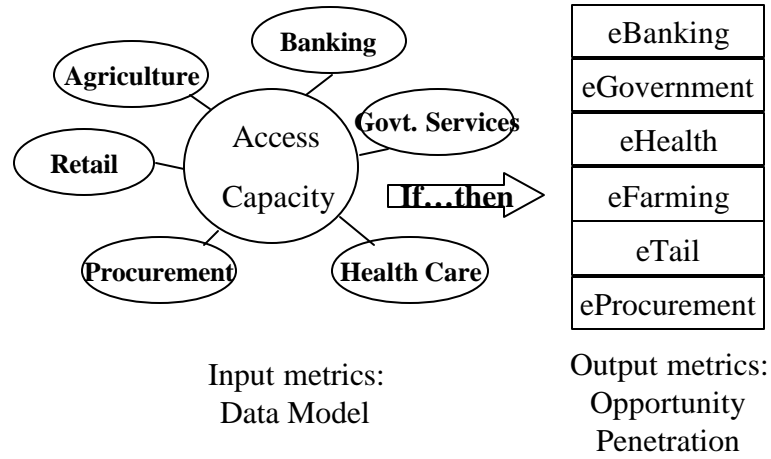 Banking
Agriculture
Access
Capacity
Govt. Services
Retail
If…then
Procurement
Health Care
Input metrics:
Data Model
eBanking
eGovernment
eHealth
eFarming
eTail
eProcurement
Output metrics:
Opportunity
Penetration